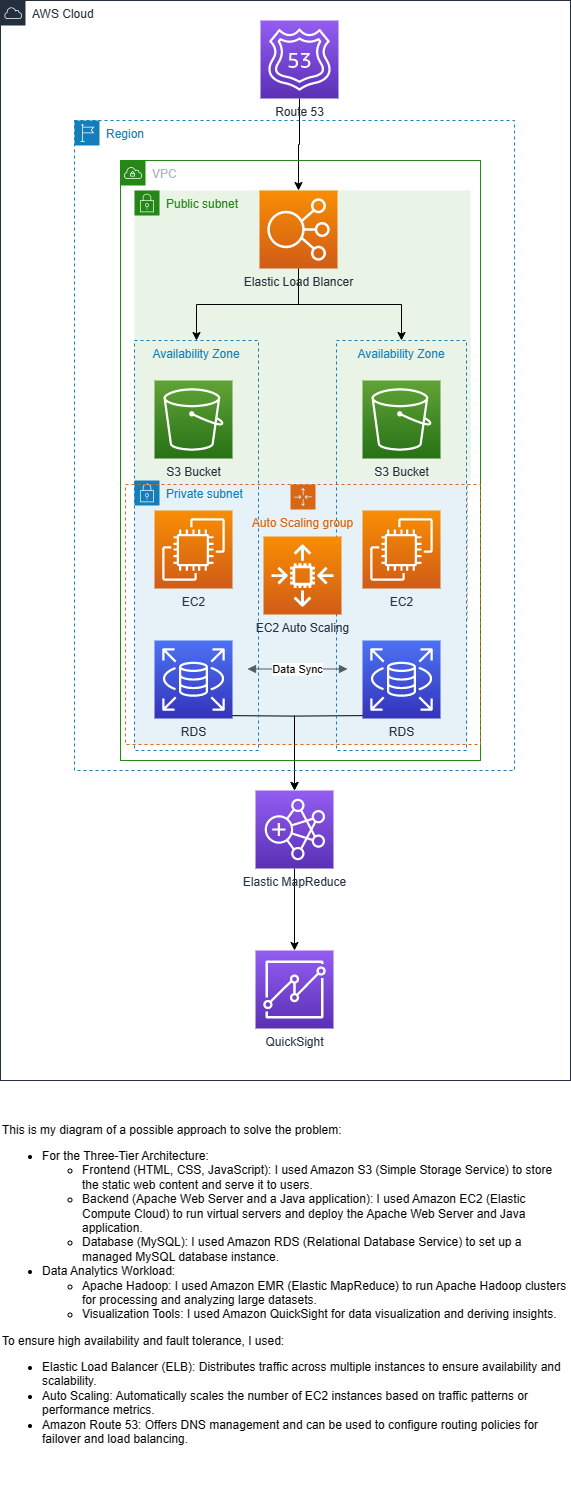 AWS Cloud
53
Route 53
Region
VPC
Public subnet
Elastic Load Blancer
Availability Zone
Availability Zone
S3 Bucket
S3 Bucket
Private subnet
Auto Scaling group
EC2
EC2
EC2 Auto Scaling
Data Sync
RDS
RDS
Elastic MapReduce
QuickSight
This is my diagram of a possible approach to solve the problem:
• For the Three-Tier Architecture:
○ Frontend (HTML, CSS, JavaScript): I used Amazon S3 (Simple Storage Service) to store
the static web content and serve it to users.
○ Backend (Apache Web Server and a Java application): I used Amazon EC2 (Elastic
Compute Cloud) to run virtual servers and deploy the Apache Web Server and Java
application.
○ Database (MySQL): I used Amazon RDS (Relational Database Service) to set up a
managed MySQL database instance.
• Data Analytics Workload:
○ Apache Hadoop: I used Amazon EMR (Elastic MapReduce) to run Apache Hadoop clusters
for processing and analyzing large datasets.
○ Visualization Tools: I used Amazon QuickSight for data visualization and deriving insights.
To ensure high availability and fault tolerance, I used:
• Elastic Load Balancer (ELB): Distributes traffic across multiple instances to ensure availability and
scalability.
• Auto Scaling: Automatically scales the number of EC2 instances based on traffic patterns or
performance metrics.
• Amazon Route 53: Offers DNS management and can be used to configure routing policies for
failover and load balancing.